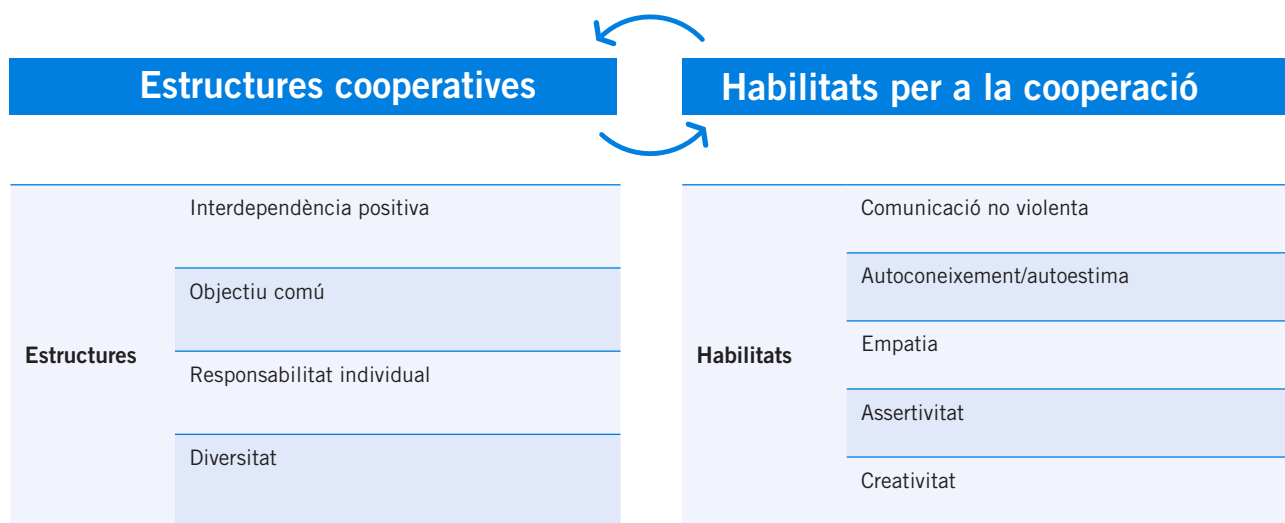 Estructures cooperatives
Habilitats per a la cooperació
Estructures
Interdependència positiva
Objectiu comú
Responsabilitat individual
Diversitat
Habilitats
Comunicació no violenta
Autoconeixement/autoestima
Empatia
Assertivitat
Creativitat